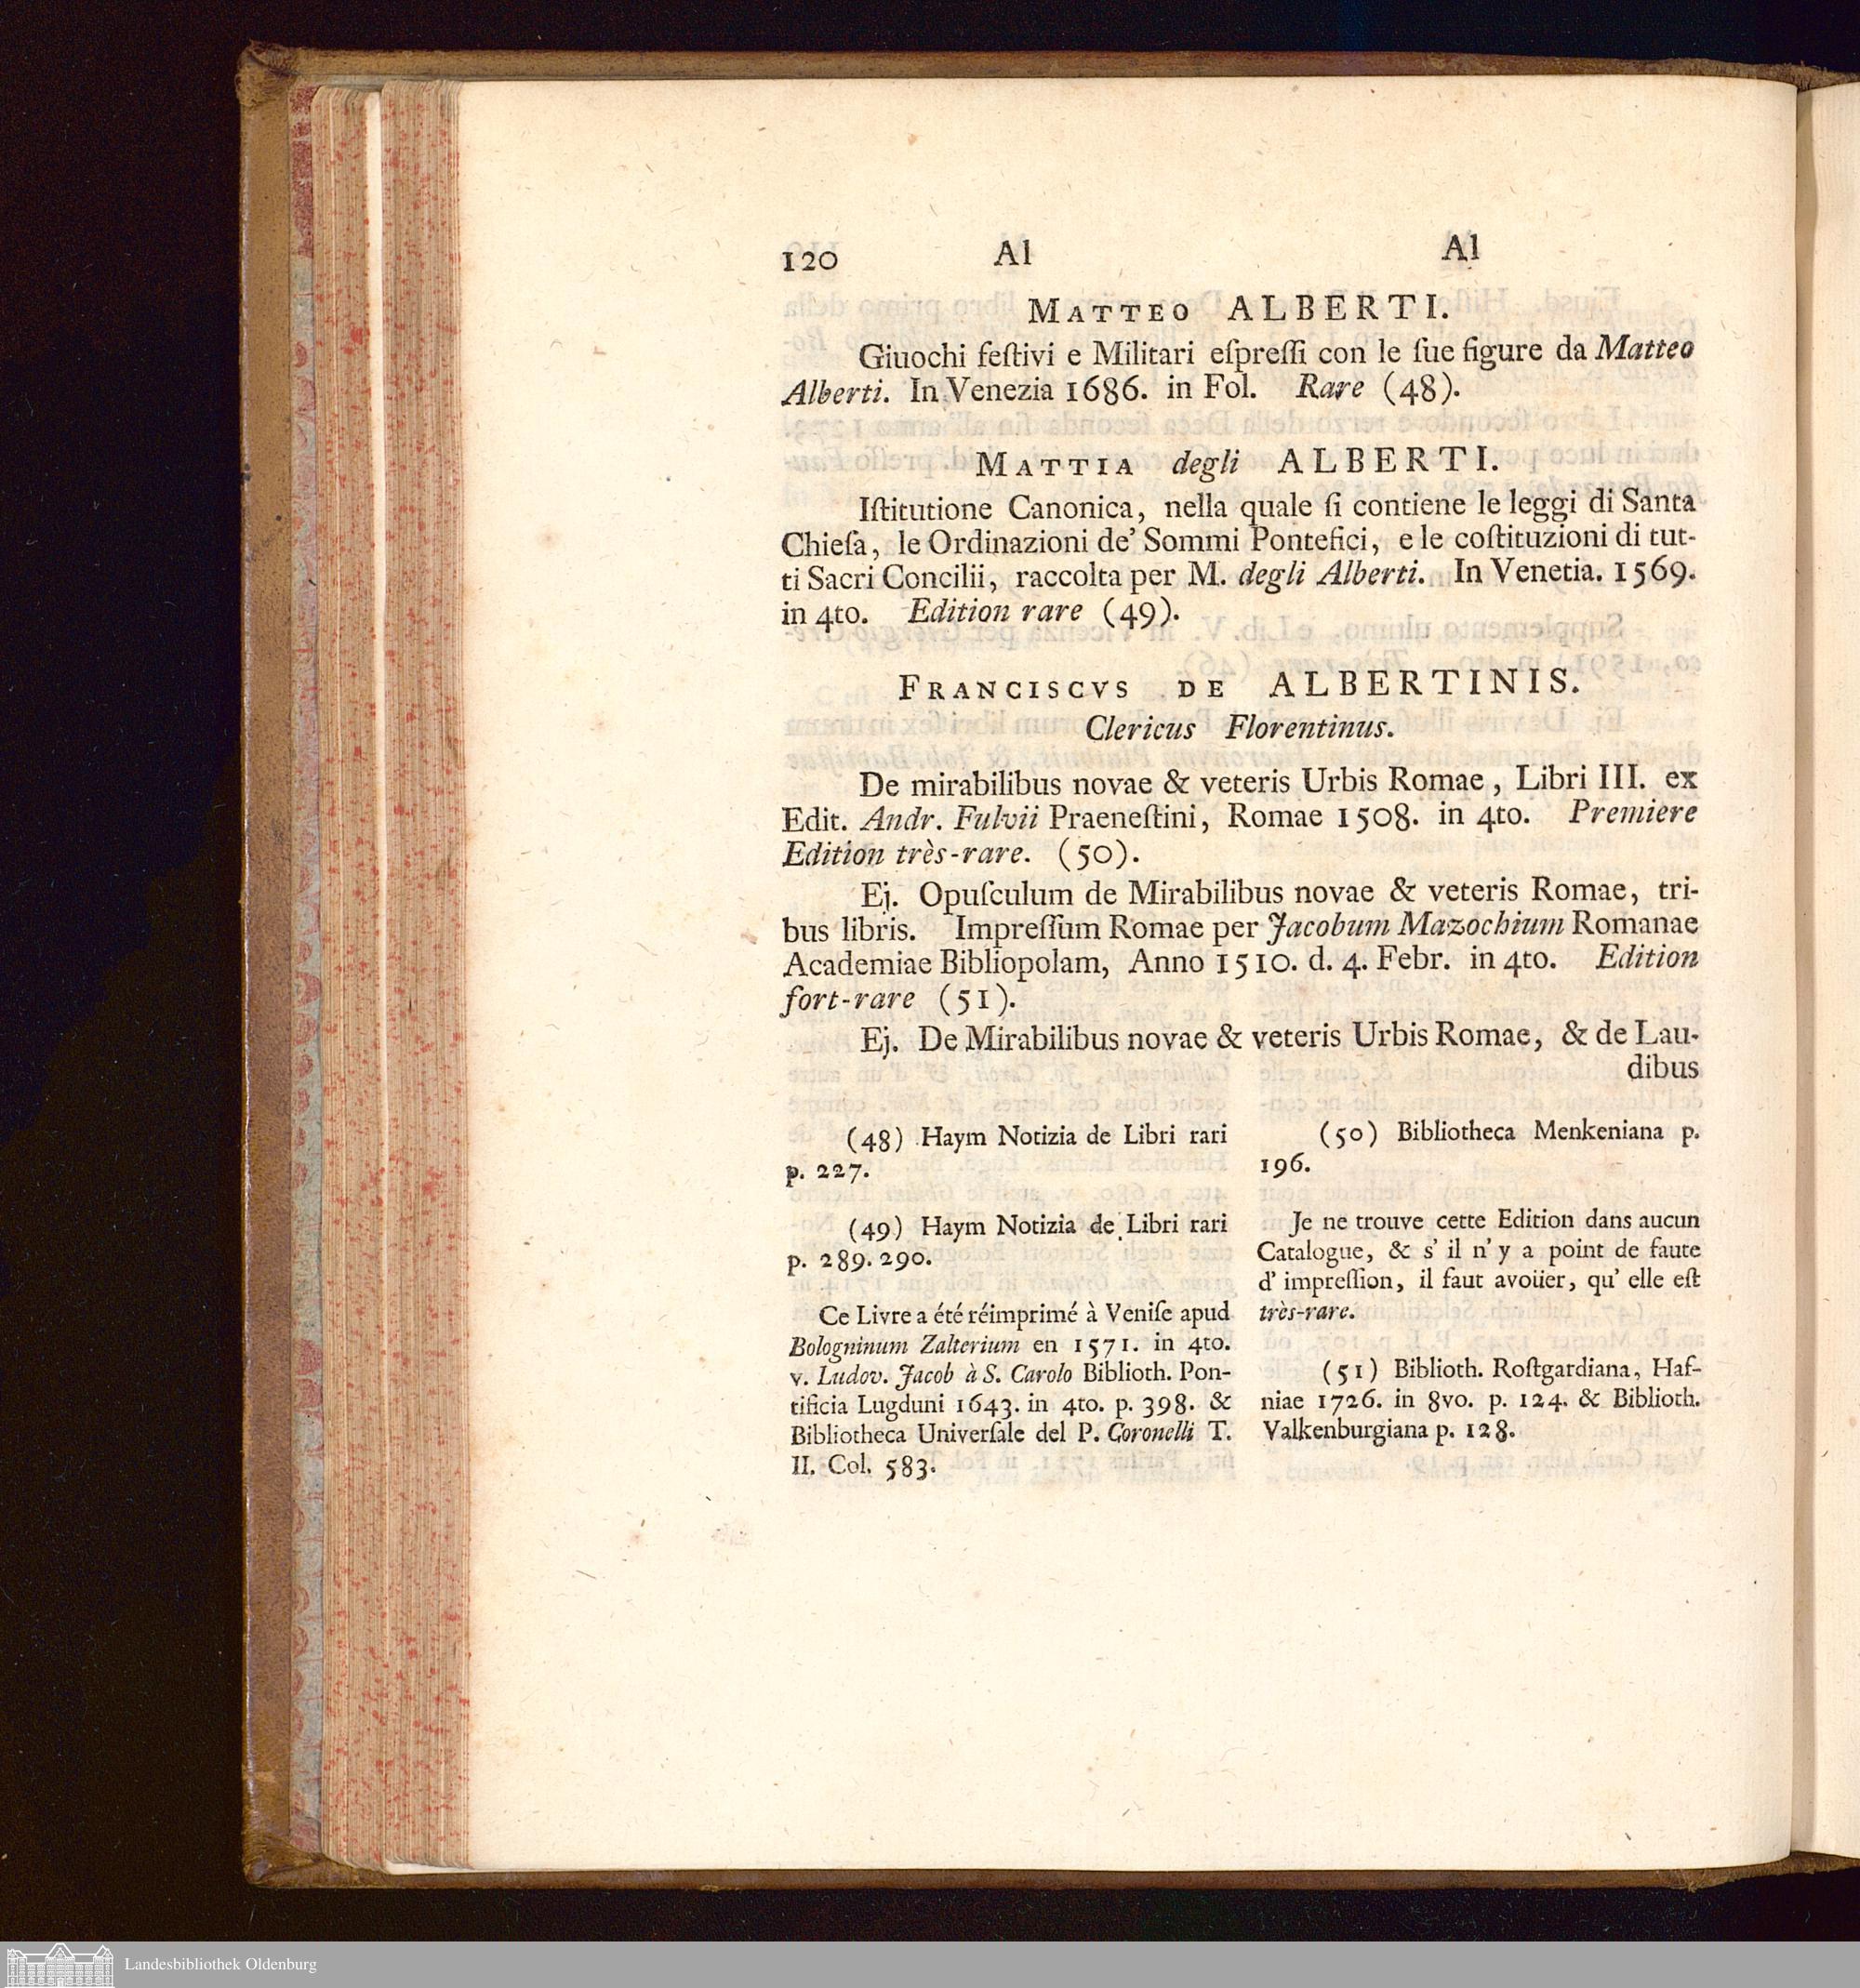 120 Al Al
MATTEO ALBERTI.
Giuochi feſtivi e Militari eſpreſſi con le ſue figure da Matteo
Alberti. In Venezia 1686. in Fol. Rare (48).
MATTIA degli ALBERTI.
Iſtitutione Canonica, nella quale ſi contiene le leggi di Santa
Chieſa, le Ordinazioni de' Sommi Pontefici, e le coſtituzioni di tut-
ti Sacri Concilii, raccolta per M. degli Alberti. In Venetia. 1569.
in 4to. Edition rare (49).
FRANCISCVS DE ALBERTINIS.
Clericus Florentinus.
De mirabilibus novae & veteris Urbis Romae, Libri III. ex
Edit. Andr. Fulvii Praeneſtini, Romae 1508. in 4to. Premiere
Edition très-rare. (50).
Ej. Opuſculum de Mirabilibus novae & veteris Romae, tri-
bus libris. Impreſſum Romae per Jacobum Mazochium Romanae
Academiae Bibliopolam, Anno 1510. d. 4. Febr. in 4to. Edition
fort-rare (51).
Ej. De Mirabilibus novae & veteris Urbis Romae, & de Lau-
dibus
(48) Haym Notizia de Libri rari
p. 227.
(49) Haym Notizia de Libri rari
p. 289. 290.
Ce Livre a été réimprimé à Veniſe apud
Bologninum Zalterium en 1571. in 4to.
v. Ludov. Jacob à S. Carolo Biblioth. Pon-
tificia Lugduni 1643. in 4to. p. 398. &
Bibliotheca Univerſale del P. Coronelli T.
II. Col. 583.
(50) Bibliotheca Menkeniana p.
196.
Je ne trouve cette Edition dans aucun
Catalogue, & s' il n' y a point de faute
d' impreſſion, il faut avoüer, qu' elle eſt
très-rare.
(51) Biblioth. Roſtgardiana, Haf-
niae 1726. in 8vo. p. 124. & Biblioth.
Valkenburgiana p. 128.
Landesbibliothek Oldenburg